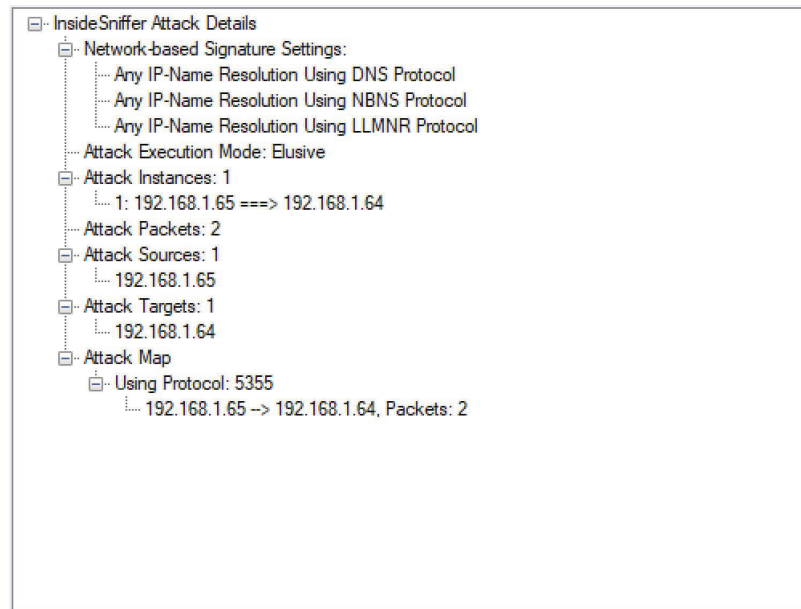 InsideSniffer Attack Details
Network-based Signature Settings:
Any IP-Name Resolution Using DNS Protocol
Any IP-Name Resolution Using NBNS Protocol
Any IP-Name Resolution Using LLMNR Protocol
Attack Execution Mode: Elusive
Attack Instances: 1
1: 192.168.1.65 ===> 192.168.1.64
Attack Packets: 2
Attack Sources: 1
192.168.1.65
Attack Targets: 1
192.168.1.64
Attack Map
Using Protocol: 5355
192.168.1.65 --> 192.168.1.64, Packets: 2